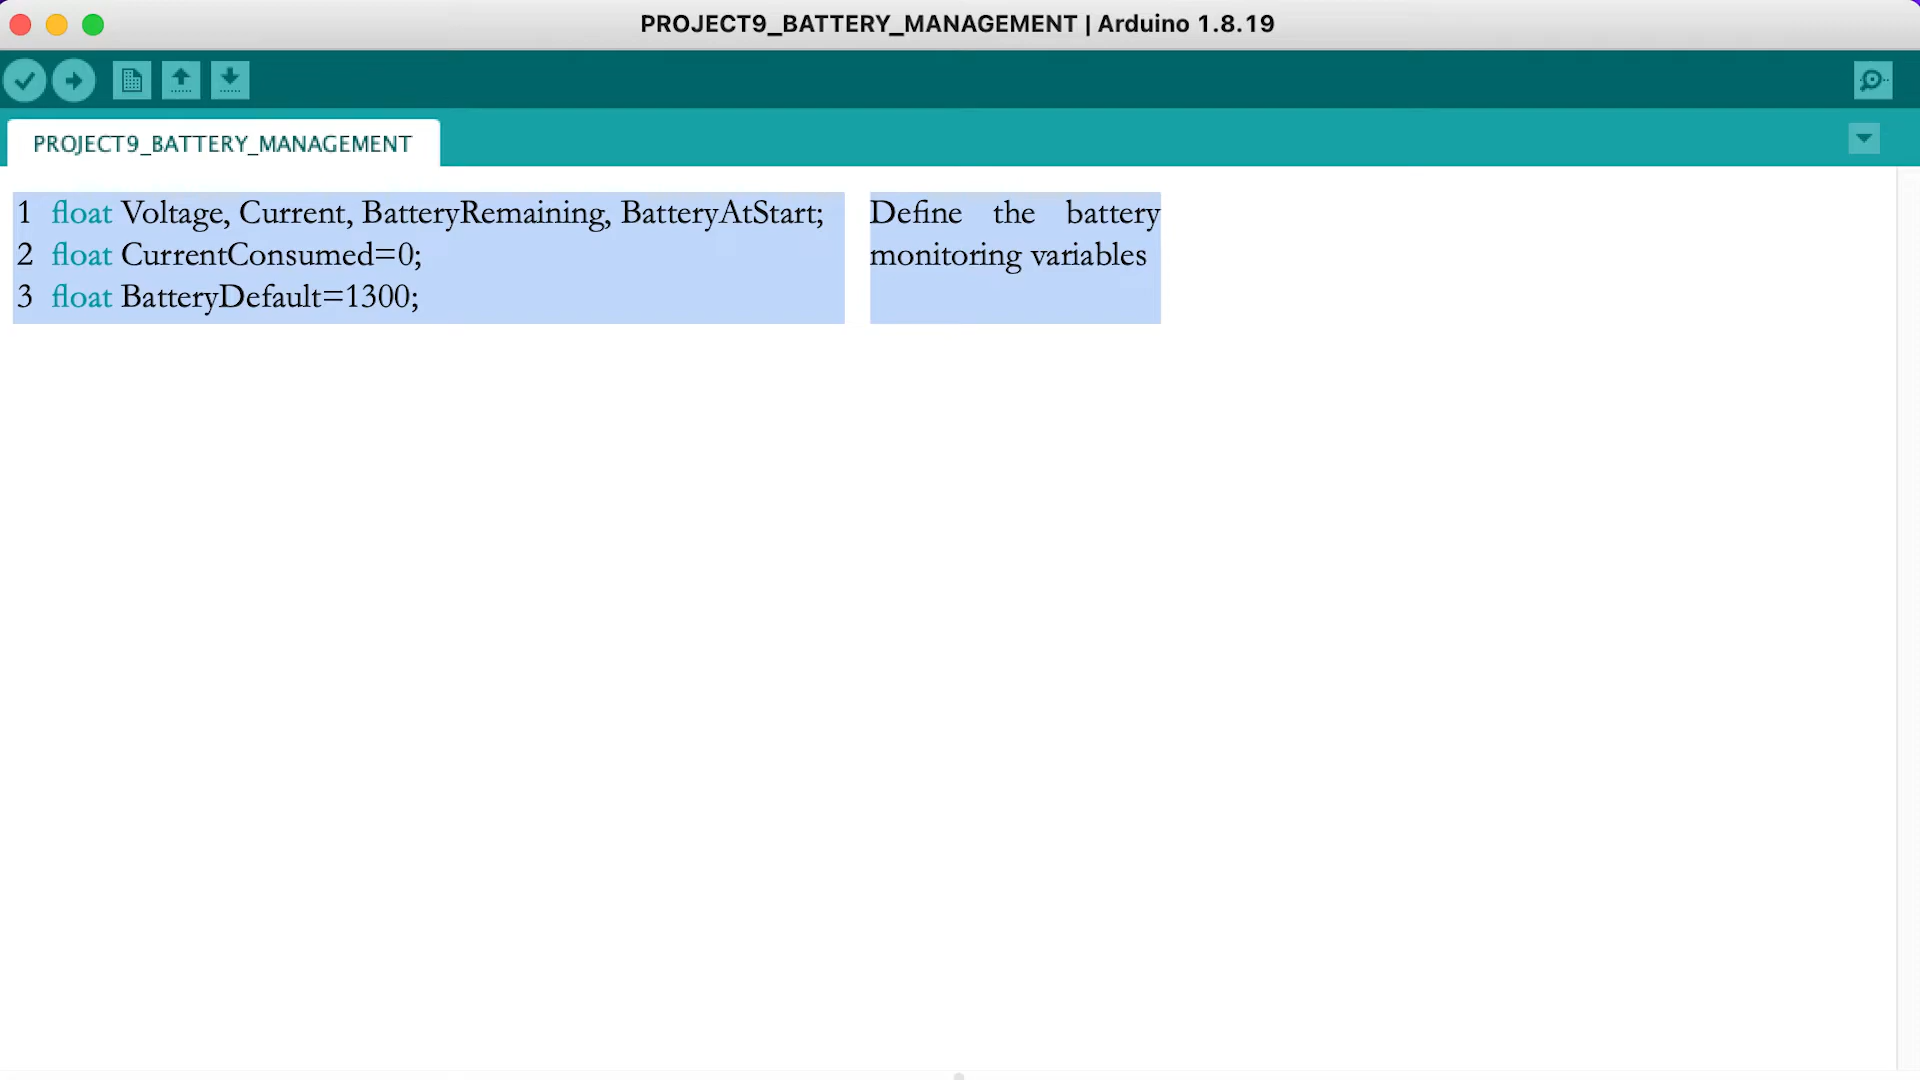 PROJECT9_BATTERY_MANAGEMENT | Arduino 1.8.19
PROJECT9_BATTERY_MANAGEMENT
1 float Voltage, Current, BatteryRemaining, BatteryAtStart;
2 float CurrentConsumed=0;
3 float BatteryDefault=1300;
Define the battery
monitoring variables